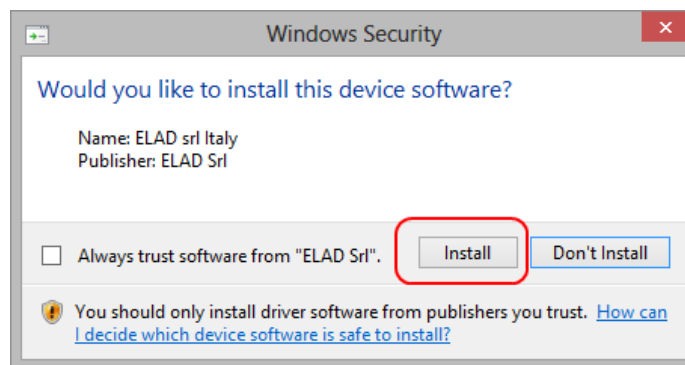 Windows Security
Would you like to install this device software?
Name: ELAD srl Italy
Publisher: ELAD Srl
Always trust software from "ELAD Srl". Install Don't Install
You should only install driver software from publishers you trust. How can
I decide which device software is safe to install?